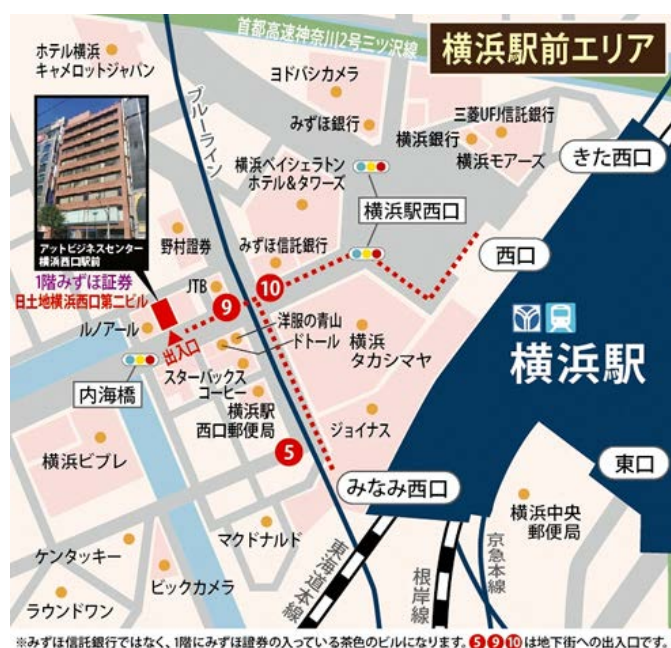 首都高速神奈川2号三ツ沢線
横浜駅前エリア
ホテル横浜
キャメロットジャパン
ブルーライン
ヨドバシカメラ
みずほ銀行
三菱UFJ信託銀行
横浜銀行
横浜モアーズ
きた西口
横浜ベイシェラトン
ホテル&タワーズ
横浜駅西口
西口
アットビジネスセンター
横浜西口駅前
1階みずほ証券
日土地横浜西口第二ビル
野村證券
みずほ信託銀行
JTB
9
10
ルノアール
出入口
洋服の青山
ドトール
横浜
タカシマヤ
横浜駅
内海橋
スターバックス
コーヒー
横浜駅
西口郵便局
ジョイナス
5
みなみ西口
東口
横浜ビブレ
横浜中央
郵便局
マクドナルド
ケンタッキー
ビックカメラ
ラウンドワン
東海道本線
根岸線
京急本線
※みずほ信託銀行ではなく、1階にみずほ證券の入っている茶色のビルになります。5 9 10は地下街への出入口です。